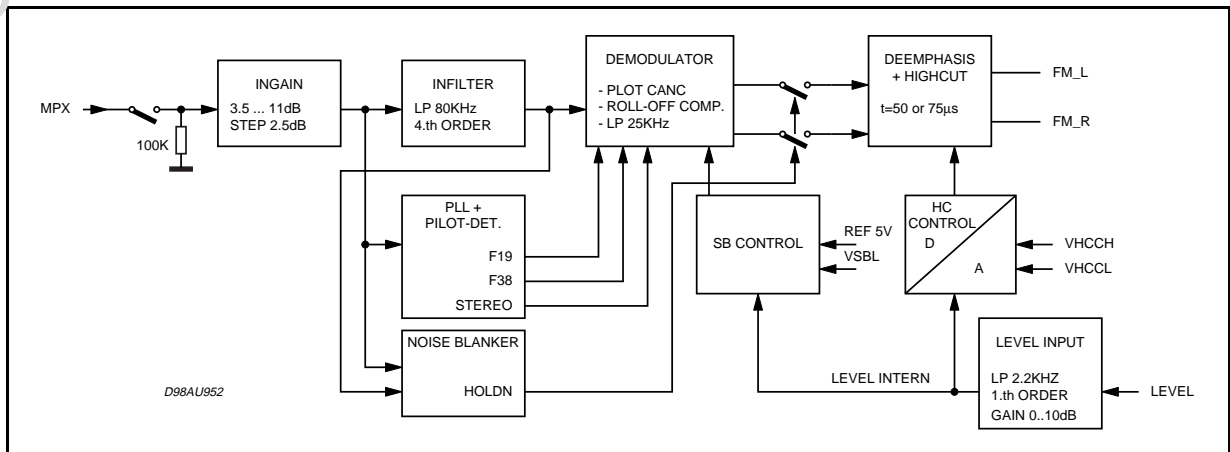 MPX
100K
INGAIN
3.5 ... 11dB
STEP 2.5dB
INFILTER
LP 80KHz
4.th ORDER
DEMODULATOR
- PLOT CANC
- ROLL-OFF COMP.
- LP 25KHz
DEEMPHASIS
+ HIGHCUT
t=50 or 75µs
FM_L
FM_R
PLL +
PILOT-DET.
F19
F38
STEREO
SB CONTROL
REF 5V
VSBL
HC
CONTROL
D
A
VHCCH
VHCCL
NOISE BLANKER
HOLDN
LEVEL INTERN
LEVEL INPUT
LP 2.2KHZ
1.th ORDER
GAIN 0..10dB
LEVEL
D98AU952